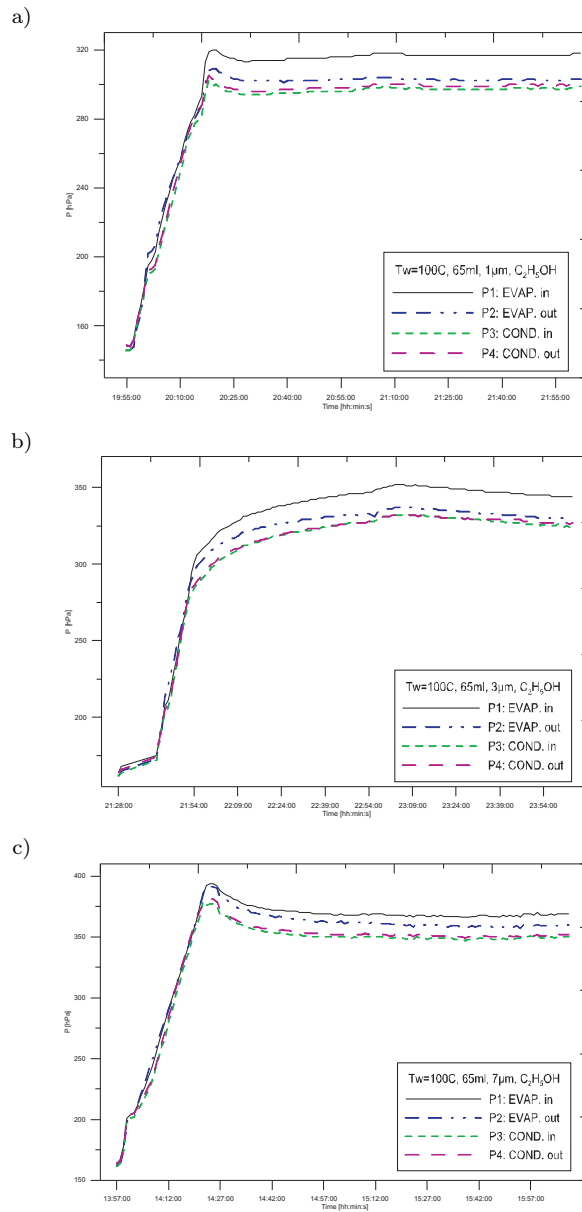 a)
320
280
240
200
160
P [hPa]
Tw=100C, 65ml, 1µm, C₂H₅OH
P1: EVAP. in
P2: EVAP. out
P3: COND. in
P4: COND. out
19:55:00 20:10:00 20:25:00 20:40:00 20:55:00 21:10:00 21:25:00 21:40:00 21:55:00
Time [hh:min:s]
b)
350
300
250
200
P [hPa]
Tw=100C, 65ml, 3µm, C₂H₅OH
P1: EVAP. in
P2: EVAP. out
P3: COND. in
P4: COND. out
21:28:00 21:54:00 22:09:00 22:24:00 22:39:00 22:54:00 23:09:00 23:24:00 23:39:00 23:54:00
Time [hh:min:s]
c)
400
350
300
250
200
150
P [hPa]
Tw=100C, 65ml, 7µm, C₂H₅OH
P1: EVAP. in
P2: EVAP. out
P3: COND. in
P4: COND. out
13:57:00 14:12:00 14:27:00 14:42:00 14:57:00 15:12:00 15:27:00 15:42:00 15:57:00
Time [hh:min:s]